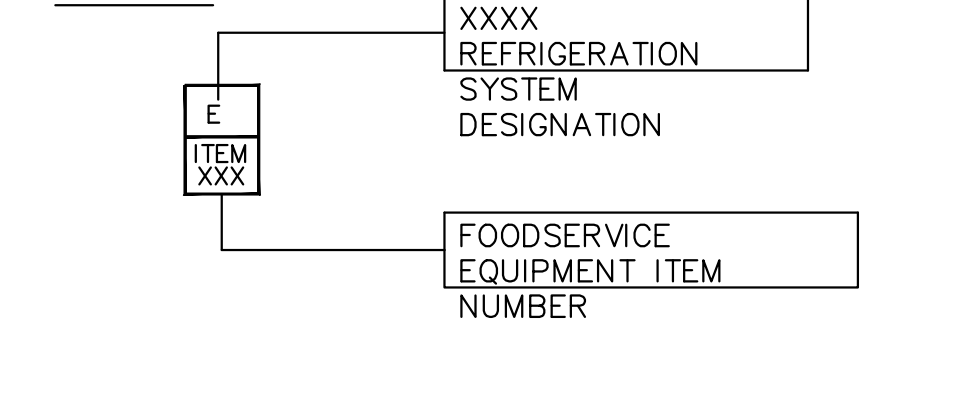 XXXX
REFRIGERATION
SYSTEM
DESIGNATION
E
ITEM
XXX
FOODSERVICE
EQUIPMENT ITEM
NUMBER